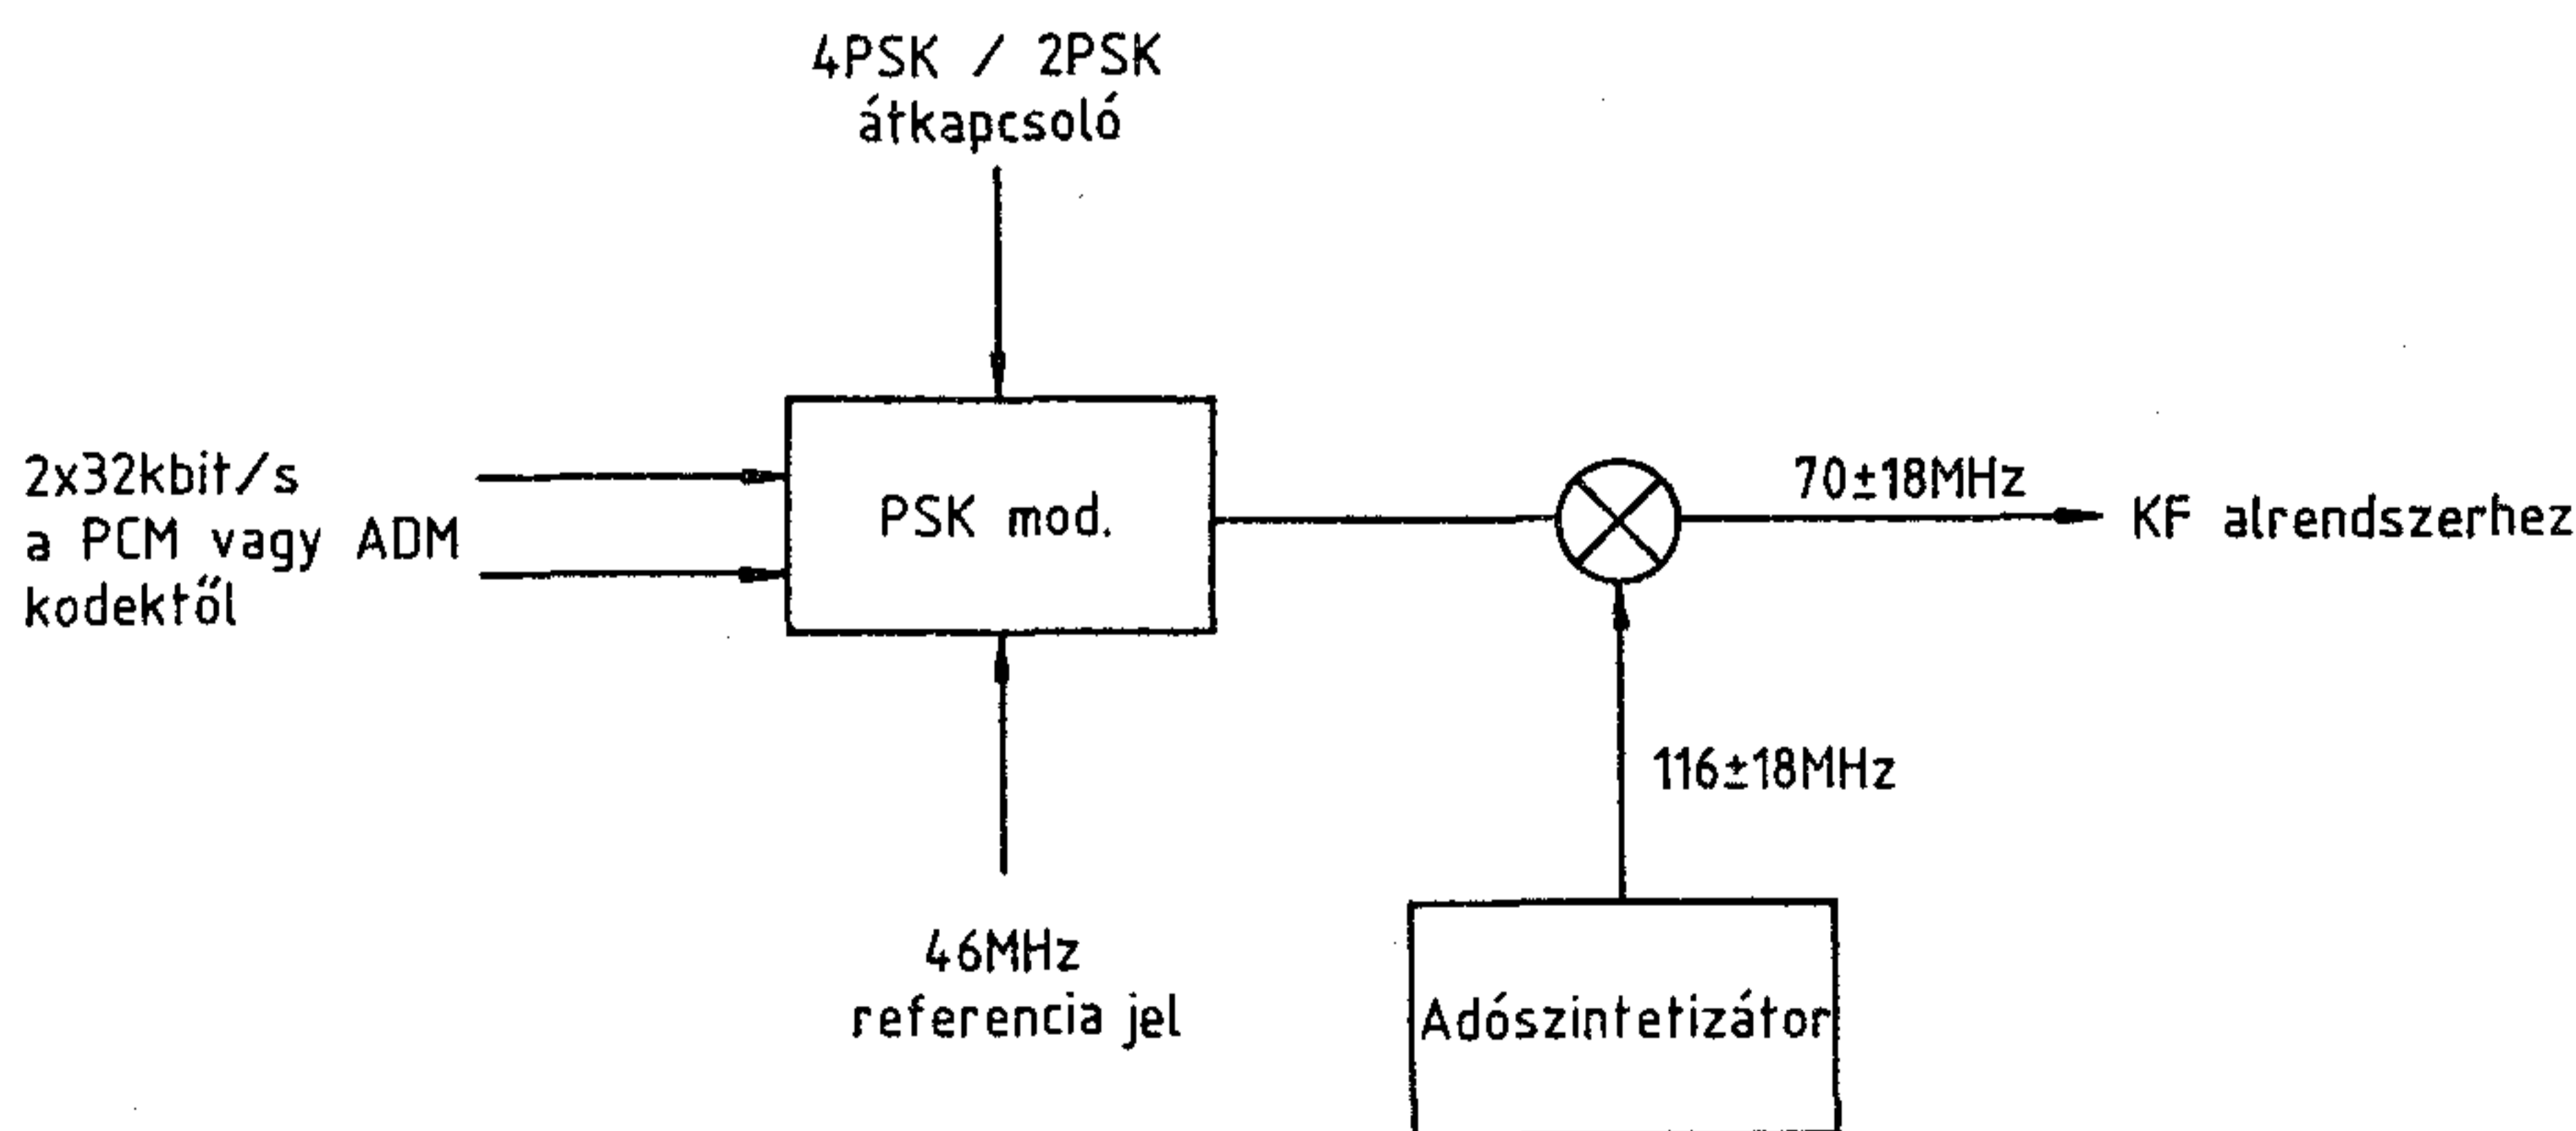 4PSK / 2PSK
átkapcsoló
2x32kbit/s
a PCM vagy ADM
kodektől
PSK mod.
70±18MHz
KF alrendszerhez
116±18MHz
46MHz
referencia jel
Adószintetizátor